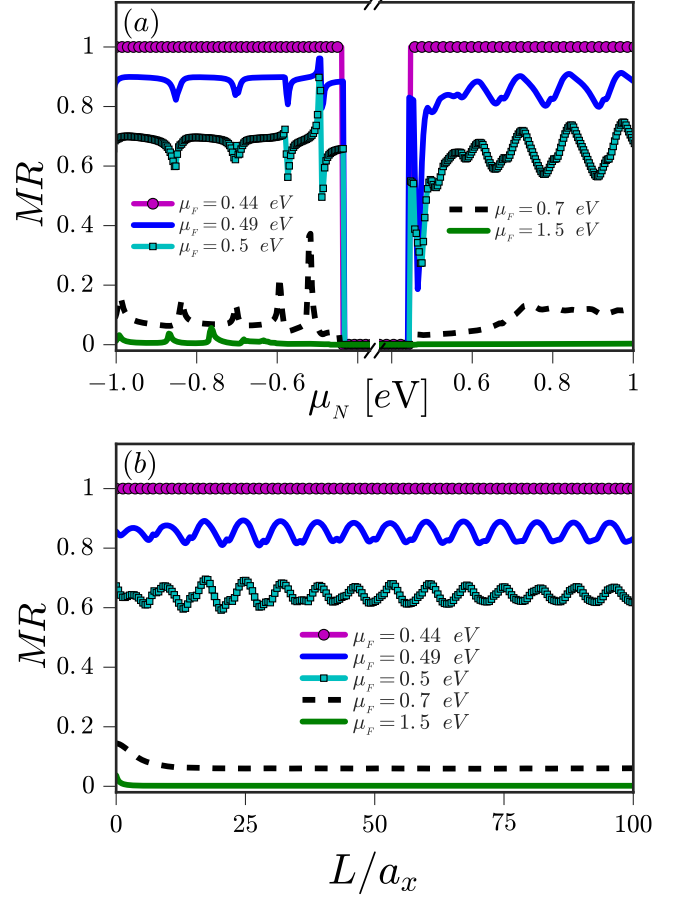 (a)
1
0.8
0.6
0.4
0.2
0
MR
μF = 0.44 eV
μF = 0.49 eV
μF = 0.5 eV
μF = 0.7 eV
μF = 1.5 eV
−1.0 −0.8 −0.6 0.6 0.8 1
μN [eV]
(b)
1
0.8
0.6
0.4
0.2
0
MR
μF = 0.44 eV
μF = 0.49 eV
μF = 0.5 eV
μF = 0.7 eV
μF = 1.5 eV
0 25 50 75 100
L/ax